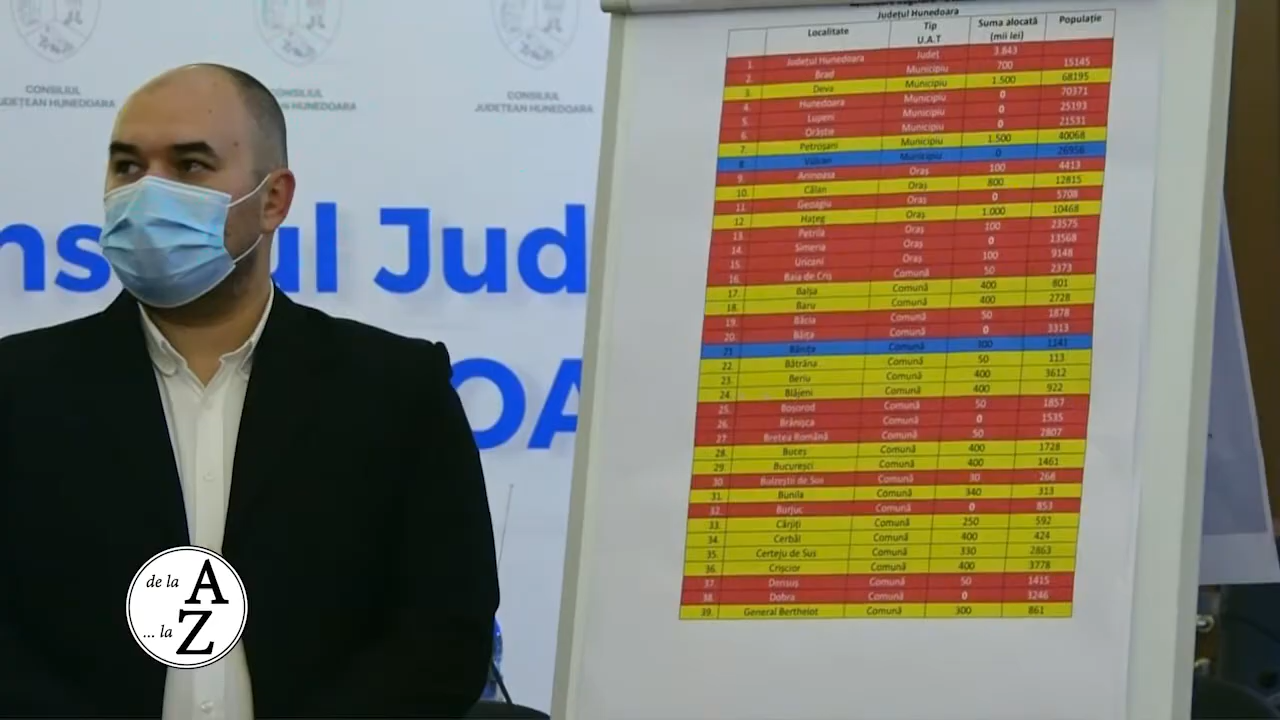 CONSILIUL
JUDEȚEAN HUNEDOARA
CONSILIUL
HUNEDOARA
CONSILIUL
JUDEȚEAN HUNEDOARA
Jud
OA
de la A
... la Z
Județul Hunedoara
Localitate Tip U.A.T Suma alocată (mii lei) Populație
1. Județul Hunedoara Județ 3.843
2. Brad Municipiu 700 15145
3. Deva Municipiu 1.500 68195
4. Hunedoara Municipiu 0 70371
5. Lupeni Municipiu 0 25193
6. Orăștie Municipiu 0 21531
7. Petroșani Municipiu 1.500 40068
8. Vulcan Municipiu 0 26956
9. Aninoasa Oraș 100 4413
10. Călan Oraș 800 12815
11. Geoagiu Oraș 0 5708
12. Hațeg Oraș 1.000 10468
13. Petrila Oraș 100 23575
14. Simeria Oraș 0 13568
15. Uricani Oraș 100 9148
16. Baia de Criș Comună 50 2373
17. Balșa Comună 400 801
18. Baru Comună 400 2728
19. Băcia Comună 50 1878
20. Băița Comună 0 3313
21. Bănița Comună 300 1141
22. Bătrâna Comună 50 113
23. Beriu Comună 400 3612
24. Blăjeni Comună 400 922
25. Boșorod Comună 50 1857
26. Brănișca Comună 0 1535
27. Bretea Română Comună 50 2807
28. Buceș Comună 400 1728
29. Bucureșci Comună 400 1461
30. Bulzeștii de Sus Comună 30 268
31. Bunila Comună 340 313
32. Burjuc Comună 0 853
33. Cârjiți Comună 250 592
34. Cerbăl Comună 400 424
35. Certeju de Sus Comună 330 2863
36. Crișcior Comună 400 3778
37. Densuș Comună 50 1415
38. Dobra Comună 0 3246
39. General Berthelot Comună 300 861